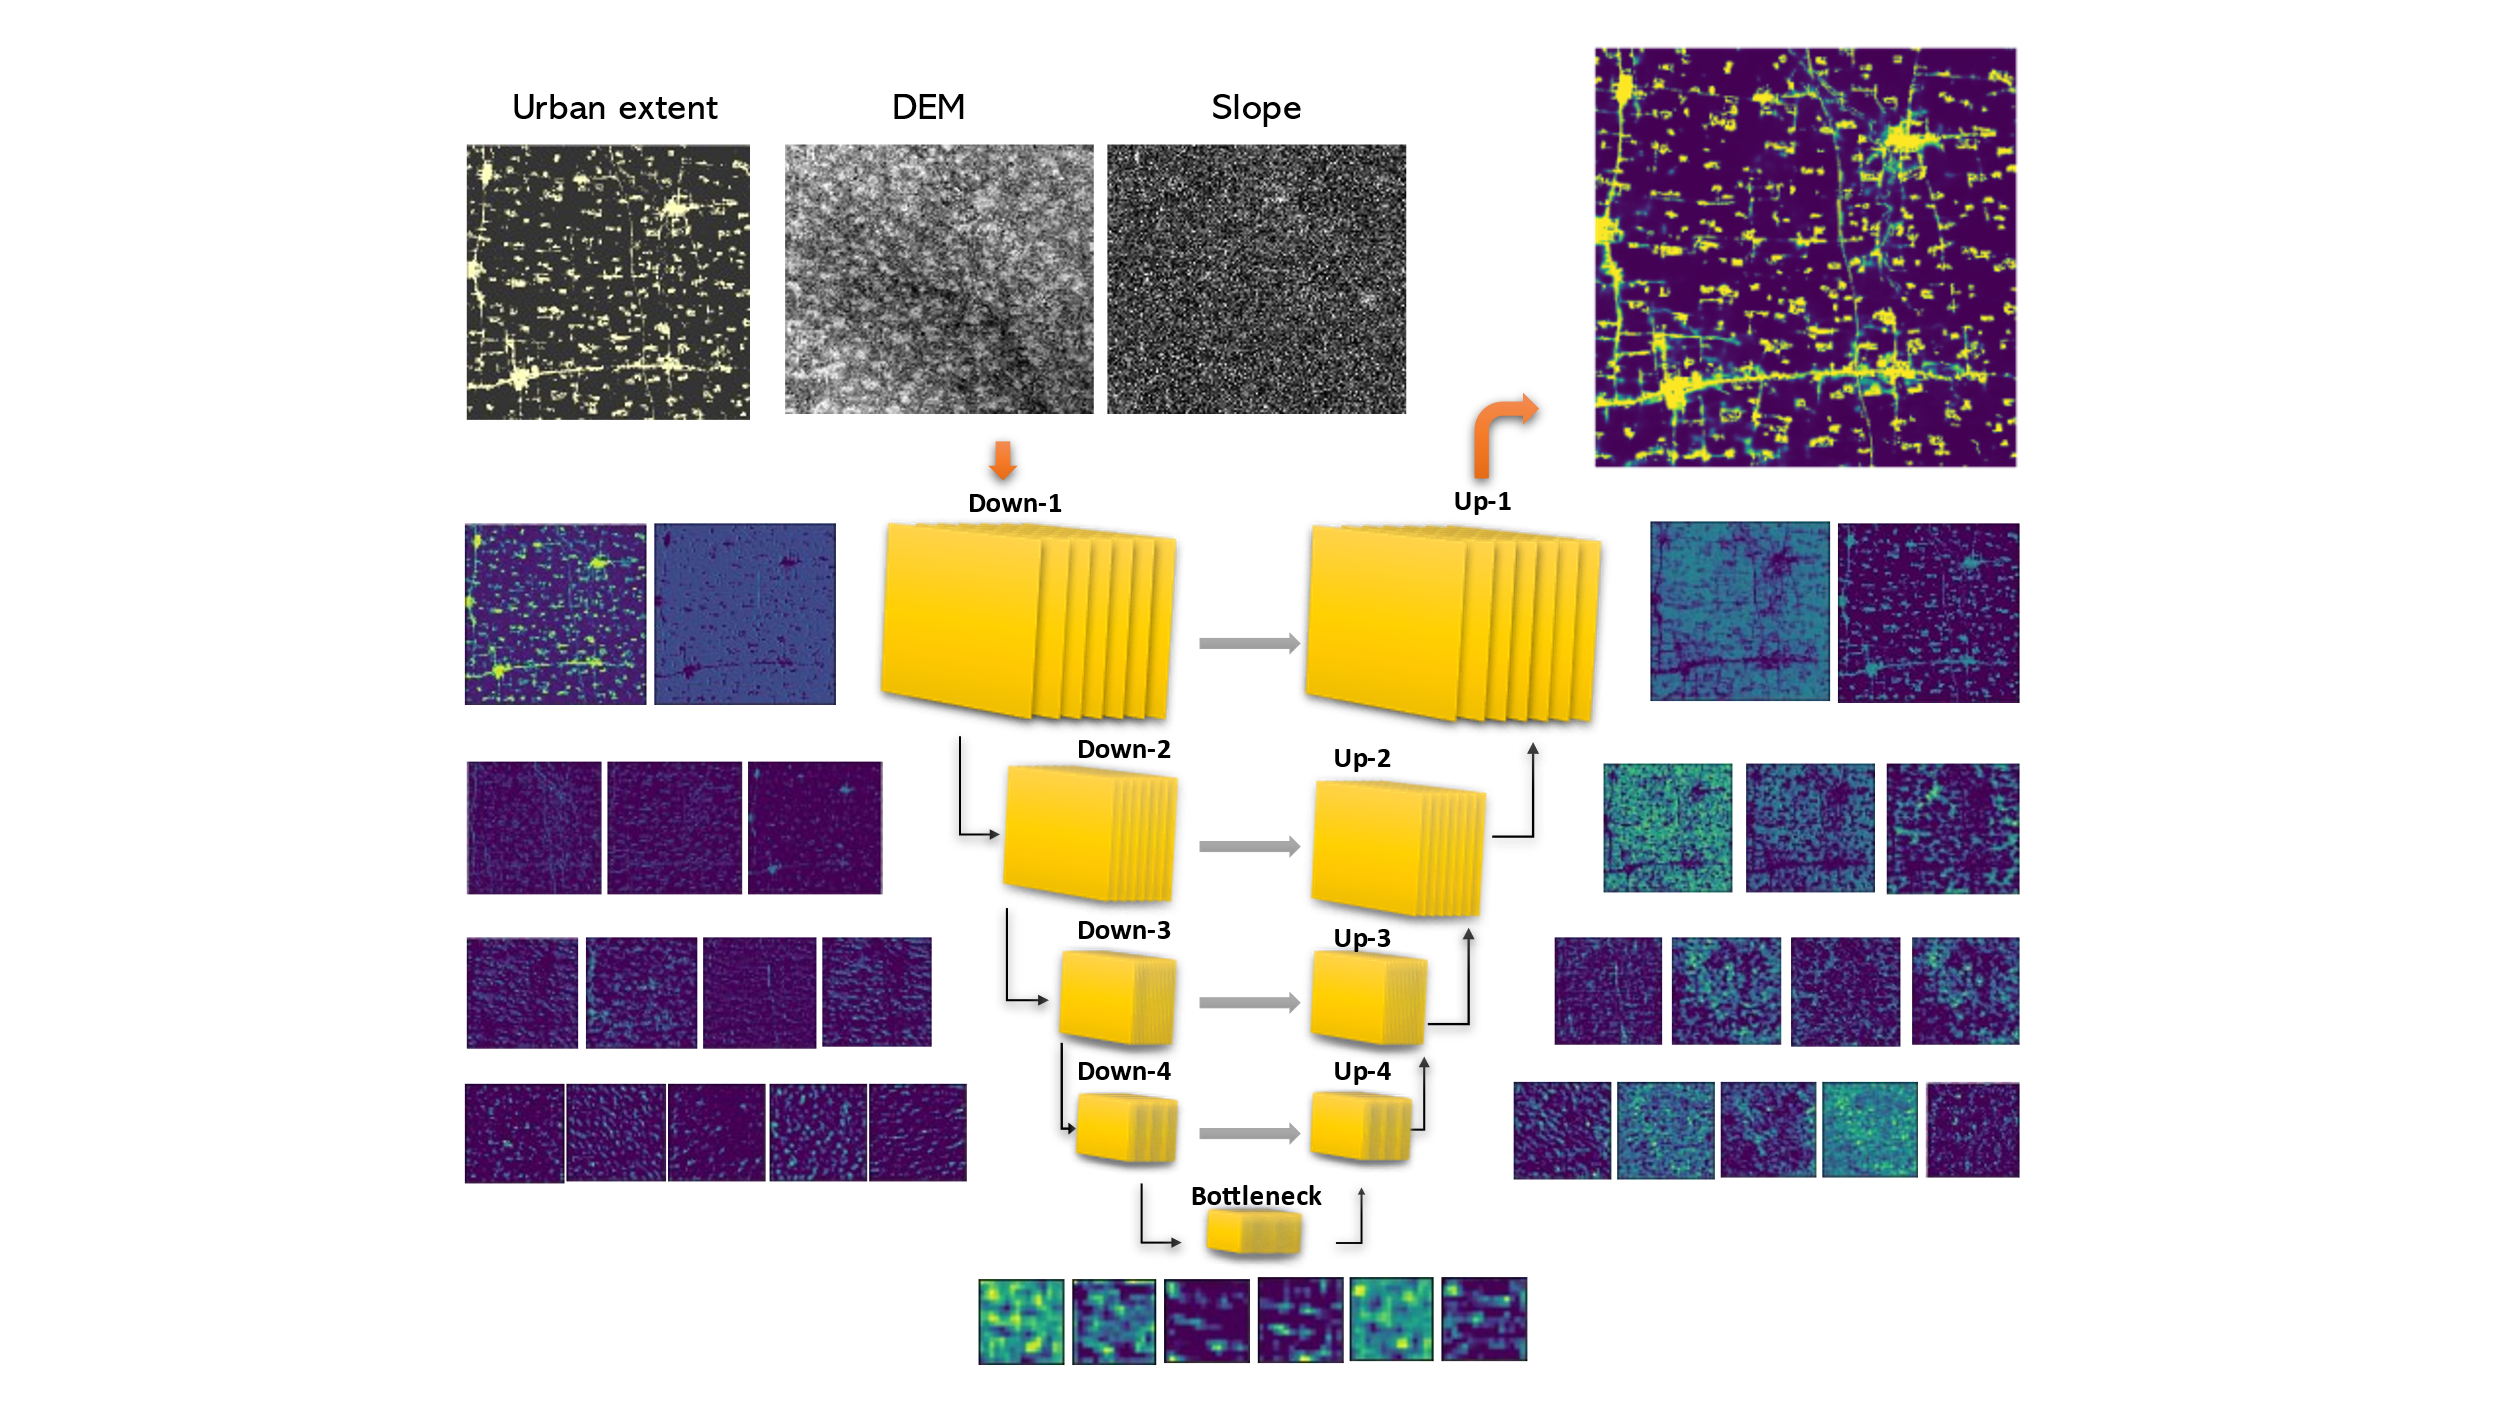 Urban extent
DEM
Slope
Down-1
Up-1
Down-2
Up-2
Down-3
Up-3
Down-4
Up-4
Bottleneck